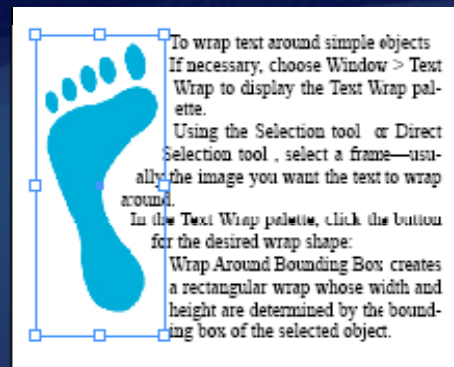 To wrap text around simple objects
If necessary, choose Window > Text
Wrap to display the Text Wrap pal-
ette.
Using the Selection tool or Direct
Selection tool , select a frame—usu-
ally the image you want the text to wrap
around.
In the Text Wrap palette, click the button
for the desired wrap shape:
Wrap Around Bounding Box creates
a rectangular wrap whose width and
height are determined by the bound-
ing box of the selected object.